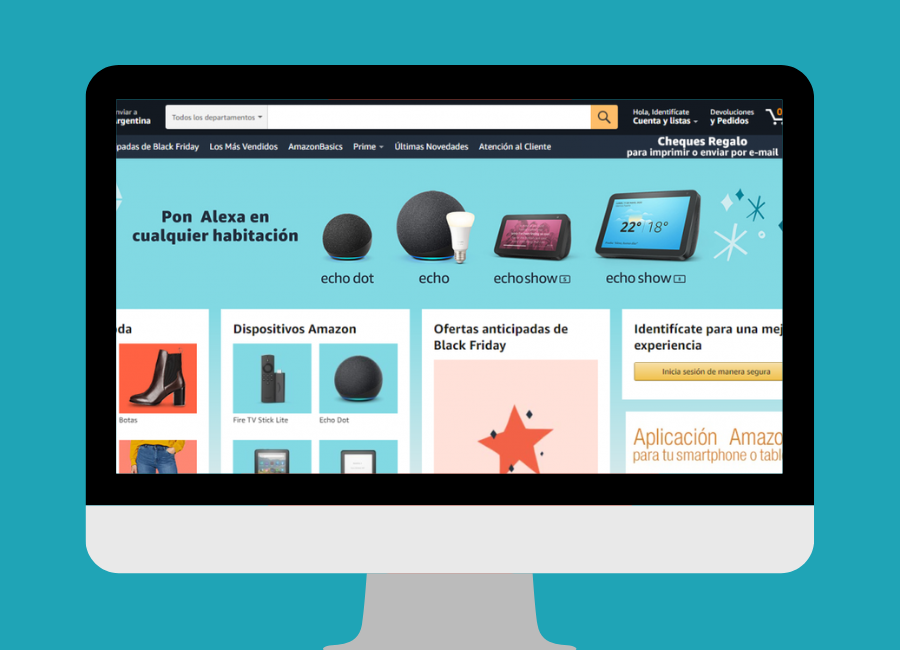 nviar a
rgentina
Todos los departamentos
Hola, Identifícate
Cuenta y listas
Devoluciones
y Pedidos
0
padas de Black Friday Los Más Vendidos AmazonBasics Prime Últimas Novedades Atención al Cliente
Cheques Regalo
para imprimir o enviar por e-mail
Pon Alexa en
cualquier habitación
22° 18°
echo dot echo echo show 5 echo show 8
da
Botas
Dispositivos Amazon
Fire TV Stick Lite Echo Dot
Ofertas anticipadas de
Black Friday
Identifícate para una mej
experiencia
Inicia sesión de manera segura
Aplicación Amazo
para tu smartphone o tabl